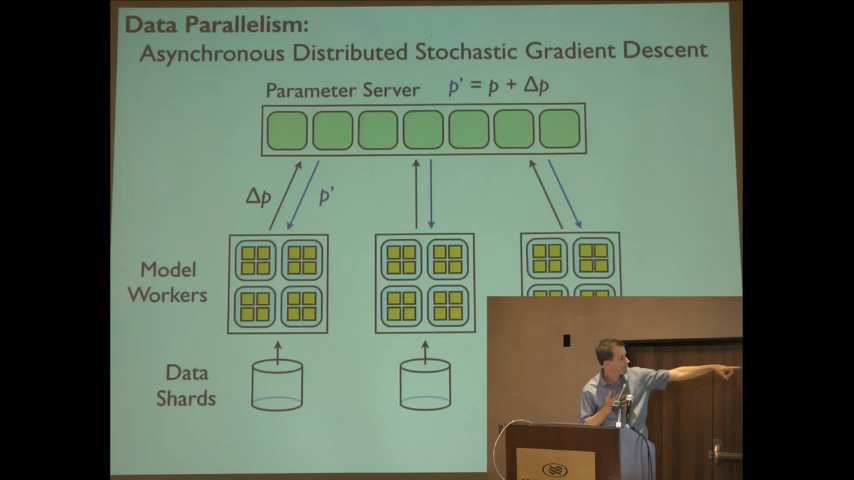 Data Parallelism:
Asynchronous Distributed Stochastic Gradient Descent
Parameter Server p' = p + Δp
Δp p'
Model
Workers
Data
Shards